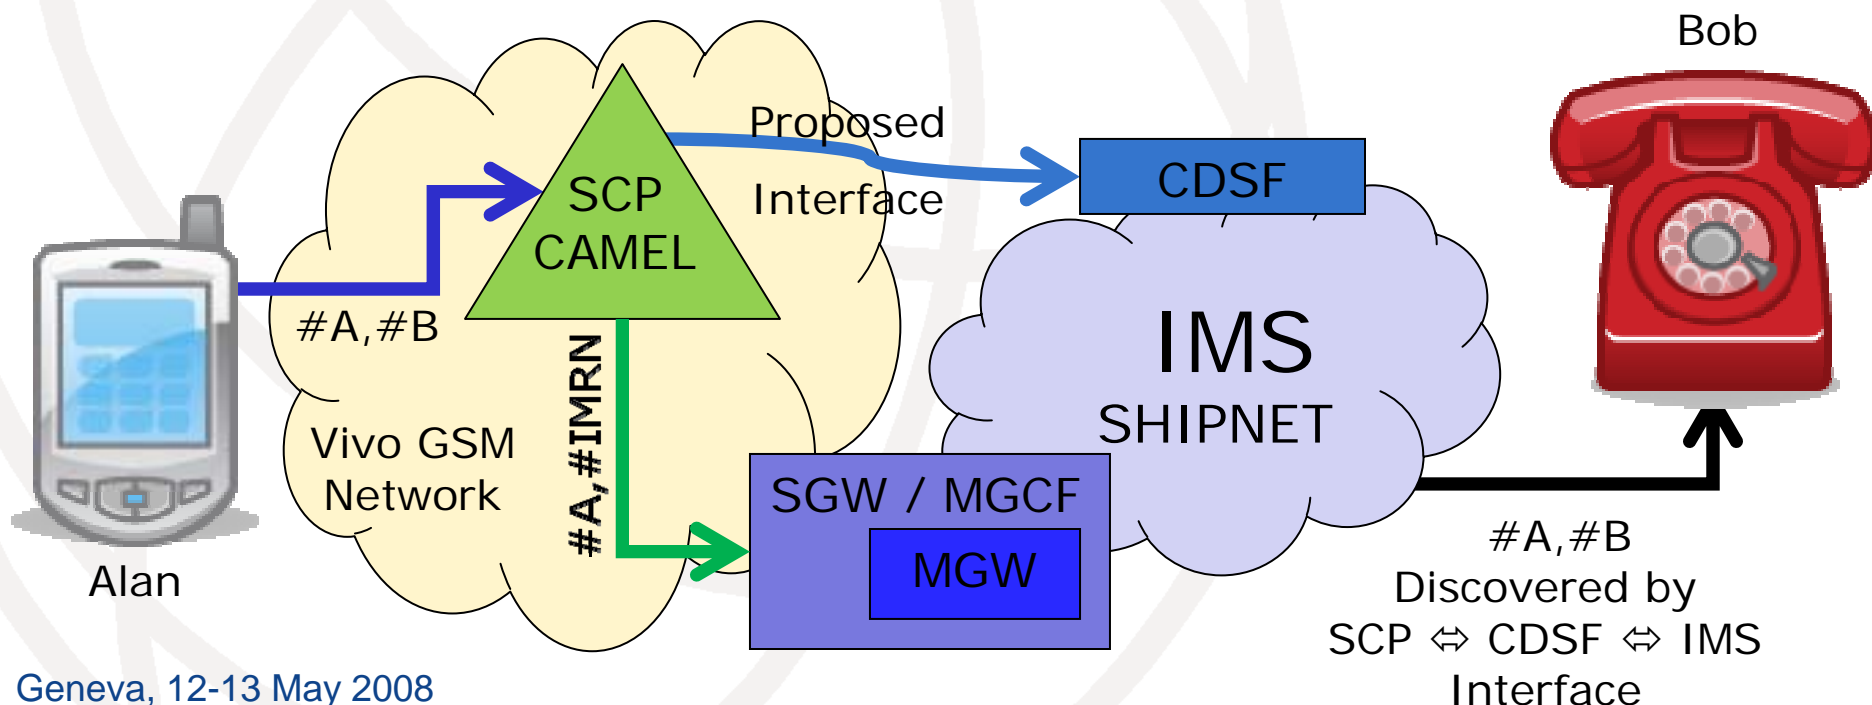 Bob
Proposed
Interface
CDSF
SCP
CAMEL
#A,#B
#A,#IMRN
IMS
SHIPNET
Vivo GSM
Network
SGW / MGCF
MGW
Alan
#A,#B
Discovered by
SCP ⇔ CDSF ⇔ IMS
Interface
Geneva, 12-13 May 2008